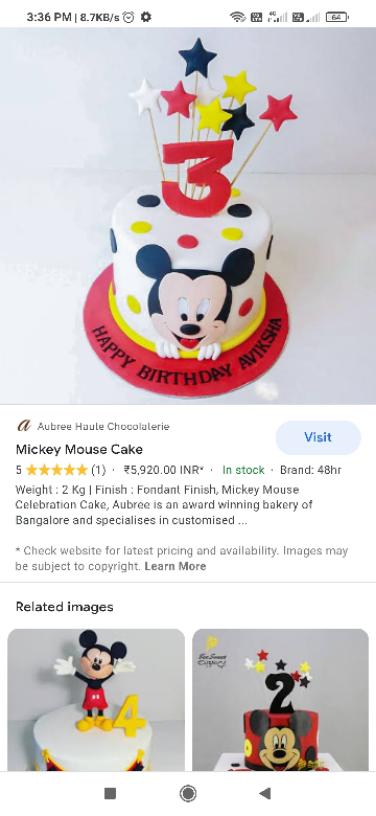 3:36 PM | 8.7KB/s
4G
64
3
HAPPY BIRTHDAY AVIKSHA
Aubree Haute Chocolaterie
Visit
Mickey Mouse Cake
5 ★★★★★ (1) · ₹5,920.00 INR* · In stock · Brand: 48hr
Weight : 2 Kg | Finish : Fondant Finish, Mickey Mouse
Celebration Cake, Aubree is an award winning bakery of
Bangalore and specialises in customised ...
* Check website for latest pricing and availability. Images may
be subject to copyright. Learn More
Related images
4
2